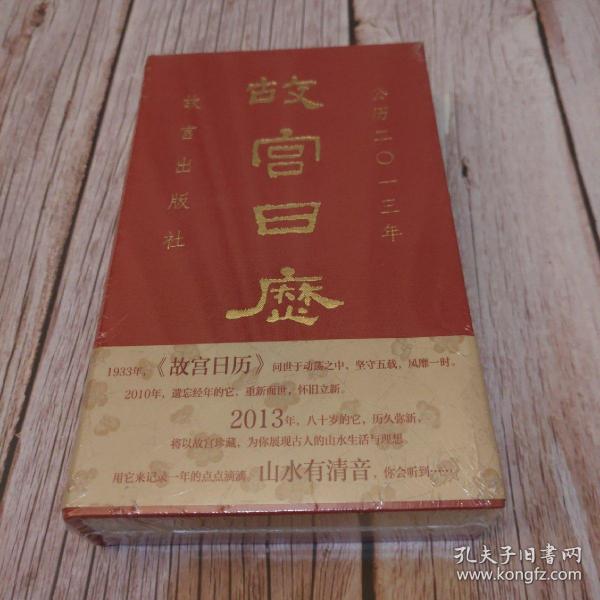 公历二〇一三年
故宫日历
故宫出版社
1933年，《故宫日历》问世于动荡之中，坚守五载，风靡一时。
2010年，遗忘经年的它，重新面世，怀旧立新。
2013年，八十岁的它，历久弥新，
将以故宫珍藏，为你展现古人的山水生活与理想。
用它来记录一年的点点滴滴。山水有清音，你会听到……
孔夫子旧书网
www.kongfz.com